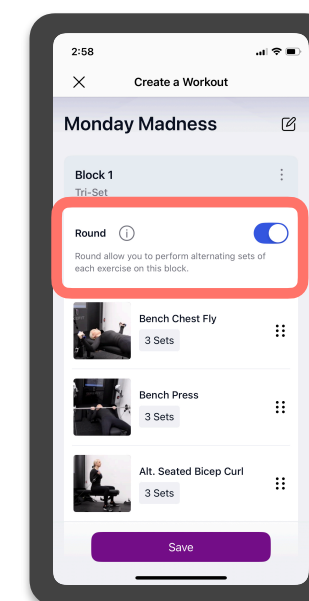 2:58
Create a Workout
Monday Madness
Block 1
Tri-Set
Round
Round allow you to perform alternating sets of
each exercise on this block.
Bench Chest Fly
3 Sets
Bench Press
3 Sets
Alt. Seated Bicep Curl
3 Sets
Save